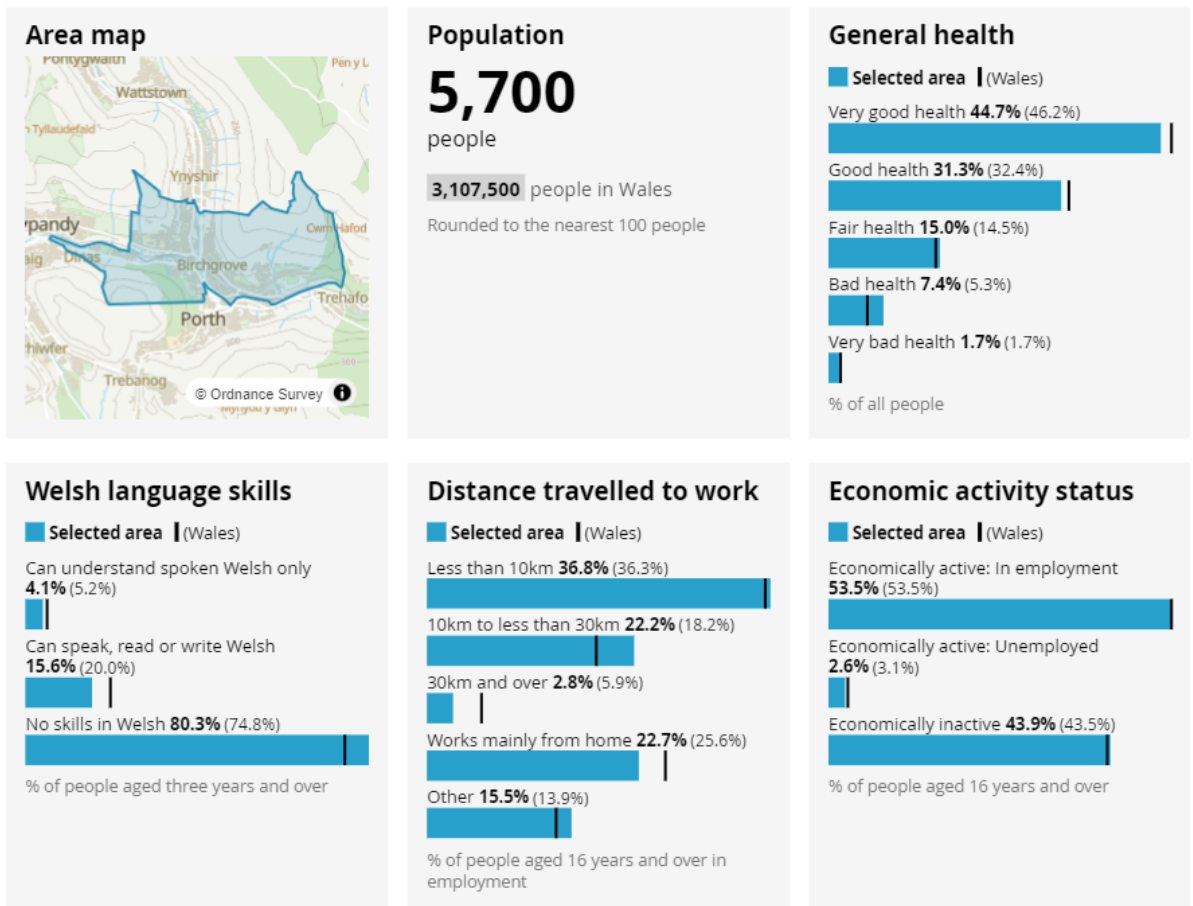 Area map
Pontygwaith
Pen y L
Wattstown
n Tyllaudefaid
Ynyshir
ypandy
Cwm Hafod
aig
Dinas
Birchgrove
Trehafo
Porth
hiwfer
Trebanog
© Ordnance Survey
Mynydd y Glyn
Population
5,700
people
3,107,500 people in Wales
Rounded to the nearest 100 people
General health
Selected area (Wales)
Very good health 44.7% (46.2%)
Good health 31.3% (32.4%)
Fair health 15.0% (14.5%)
Bad health 7.4% (5.3%)
Very bad health 1.7% (1.7%)
% of all people
Welsh language skills
Selected area (Wales)
Can understand spoken Welsh only
4.1% (5.2%)
Can speak, read or write Welsh
15.6% (20.0%)
No skills in Welsh 80.3% (74.8%)
% of people aged three years and over
Distance travelled to work
Selected area (Wales)
Less than 10km 36.8% (36.3%)
10km to less than 30km 22.2% (18.2%)
30km and over 2.8% (5.9%)
Works mainly from home 22.7% (25.6%)
Other 15.5% (13.9%)
% of people aged 16 years and over in
employment
Economic activity status
Selected area (Wales)
Economically active: In employment
53.5% (53.5%)
Economically active: Unemployed
2.6% (3.1%)
Economically inactive 43.9% (43.5%)
% of people aged 16 years and over